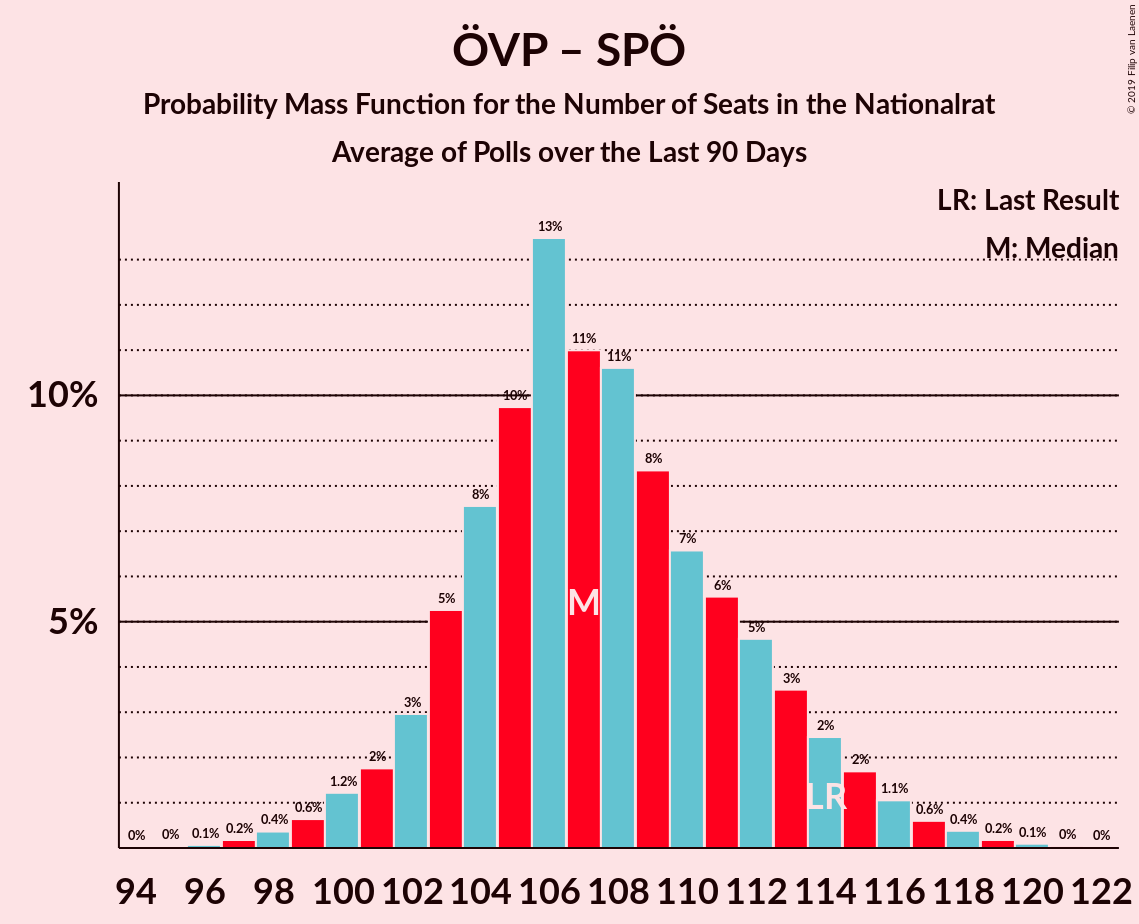 ÖVP – SPÖ
Probability Mass Function for the Number of Seats in the Nationalrat
Average of Polls over the Last 90 Days
© 2019 Filip van Laenen
LR: Last Result
M: Median
10%
5%
0% 0% 0.1% 0.2% 0.4% 0.6% 1.2% 2% 3% 5% 8% 10% 13% 11% 11% 8% 7% 6% 5% 3% 2% 2% 1.1% 0.6% 0.4% 0.2% 0.1% 0% 0%
M
LR
94 96 98 100 102 104 106 108 110 112 114 116 118 120 122